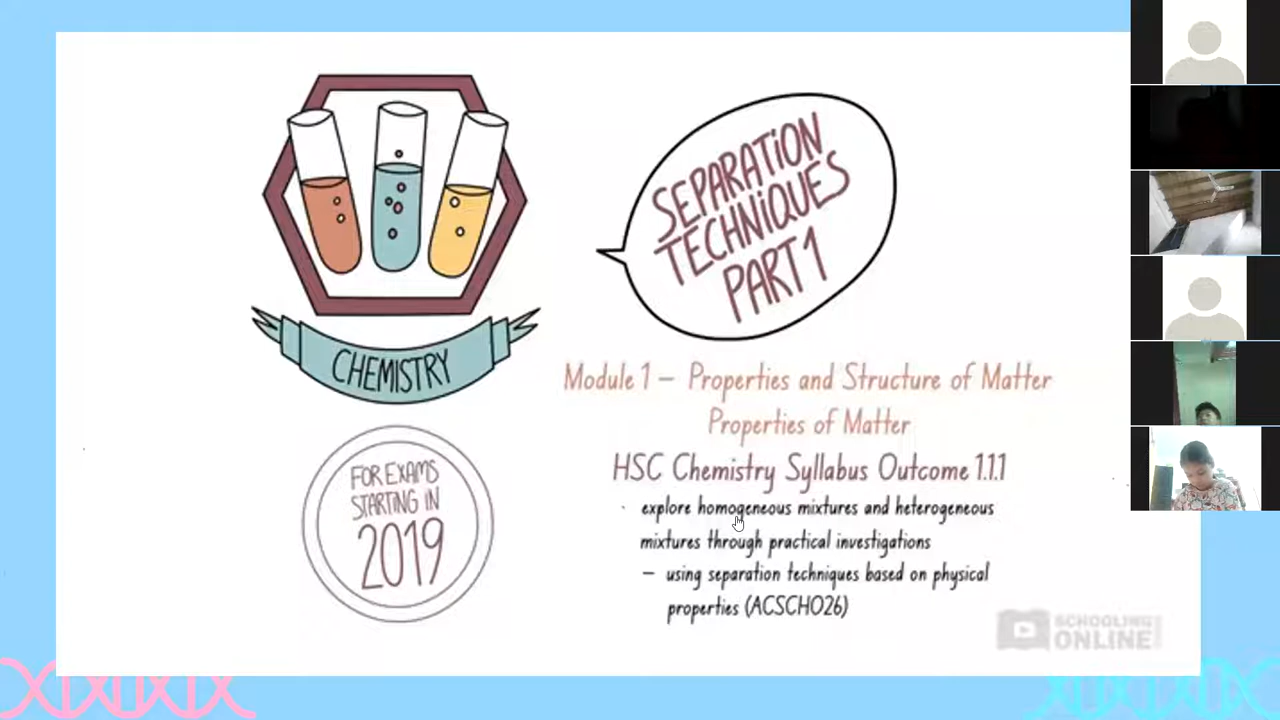 SEPARATION
TECHNIQUES
PART 1
CHEMISTRY
Module 1 – Properties and Structure of Matter
Properties of Matter
HSC Chemistry Syllabus Outcome 1.1.1
· explore homogeneous mixtures and heterogeneous
mixtures through practical investigations
– using separation techniques based on physical
properties (ACSCH026)
FOR EXAMS
STARTING IN
2019
SCHOOLING
ONLINE